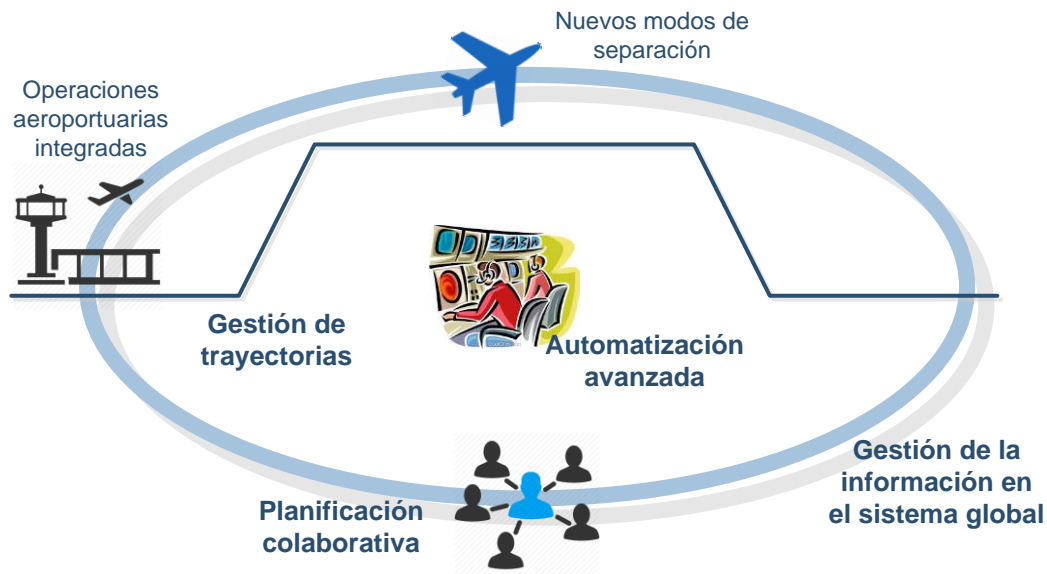 Nuevos modos de
separación
Operaciones
aeroportuarias
integradas
Gestión de
trayectorias
Automatización
avanzada
Gestión de la
información en
el sistema global
Planificación
colaborativa